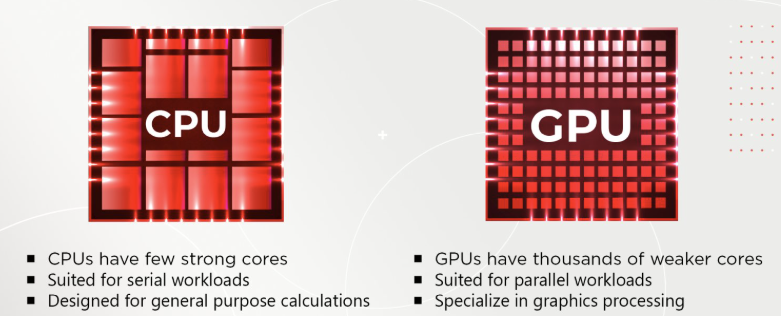 CPU
GPU
■ CPUs have few strong cores
■ Suited for serial workloads
■ Designed for general purpose calculations
■ GPUs have thousands of weaker cores
■ Suited for parallel workloads
■ Specialize in graphics processing